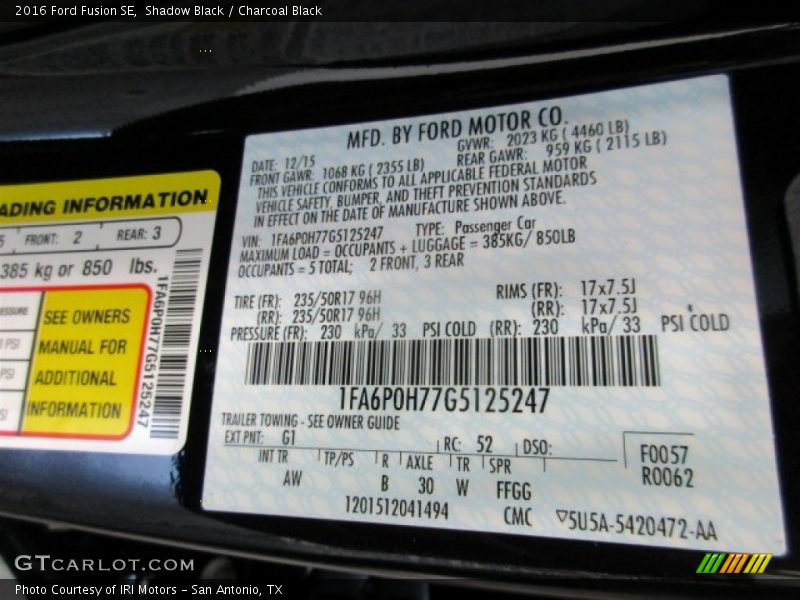 2016 Ford Fusion SE, Shadow Black / Charcoal Black
MFD. BY FORD MOTOR CO.
DATE: 12/15 GVWR: 2023 KG ( 4460 LB)
FRONT GAWR: 1068 KG ( 2355 LB) REAR GAWR: 959 KG ( 2115 LB)
THIS VEHICLE CONFORMS TO ALL APPLICABLE FEDERAL MOTOR
VEHICLE SAFETY, BUMPER, AND THEFT PREVENTION STANDARDS
IN EFFECT ON THE DATE OF MANUFACTURE SHOWN ABOVE.
VIN: 1FA6P0H77G5125247 TYPE: Passenger Car
MAXIMUM LOAD = OCCUPANTS + LUGGAGE = 385KG/ 850LB
OCCUPANTS = 5 TOTAL; 2 FRONT, 3 REAR
TIRE (FR): 235/50R17 96H RIMS (FR): 17x7.5J
(RR): 235/50R17 96H (RR): 17x7.5J
PRESSURE (FR): 230 kPa/ 33 PSI COLD (RR): 230 kPa/ 33 PSI COLD
1FA6P0H77G5125247
TRAILER TOWING - SEE OWNER GUIDE
EXT PNT: G1 RC: 52 DSO:
INT TR TP/PS R AXLE TR SPR
AW B 30 W FFGG
F0057
R0062
1201512041494 CMC ▽5U5A-5420472-AA
ADING INFORMATION
5 FRONT: 2 REAR: 3
385 kg or 850 lbs.
ESSURE
PSI
PSI
SI
SEE OWNERS
MANUAL FOR
ADDITIONAL
INFORMATION
1FA6P0H77G5125247
GTCARLOT.COM
Photo Courtesy of IRI Motors - San Antonio, TX